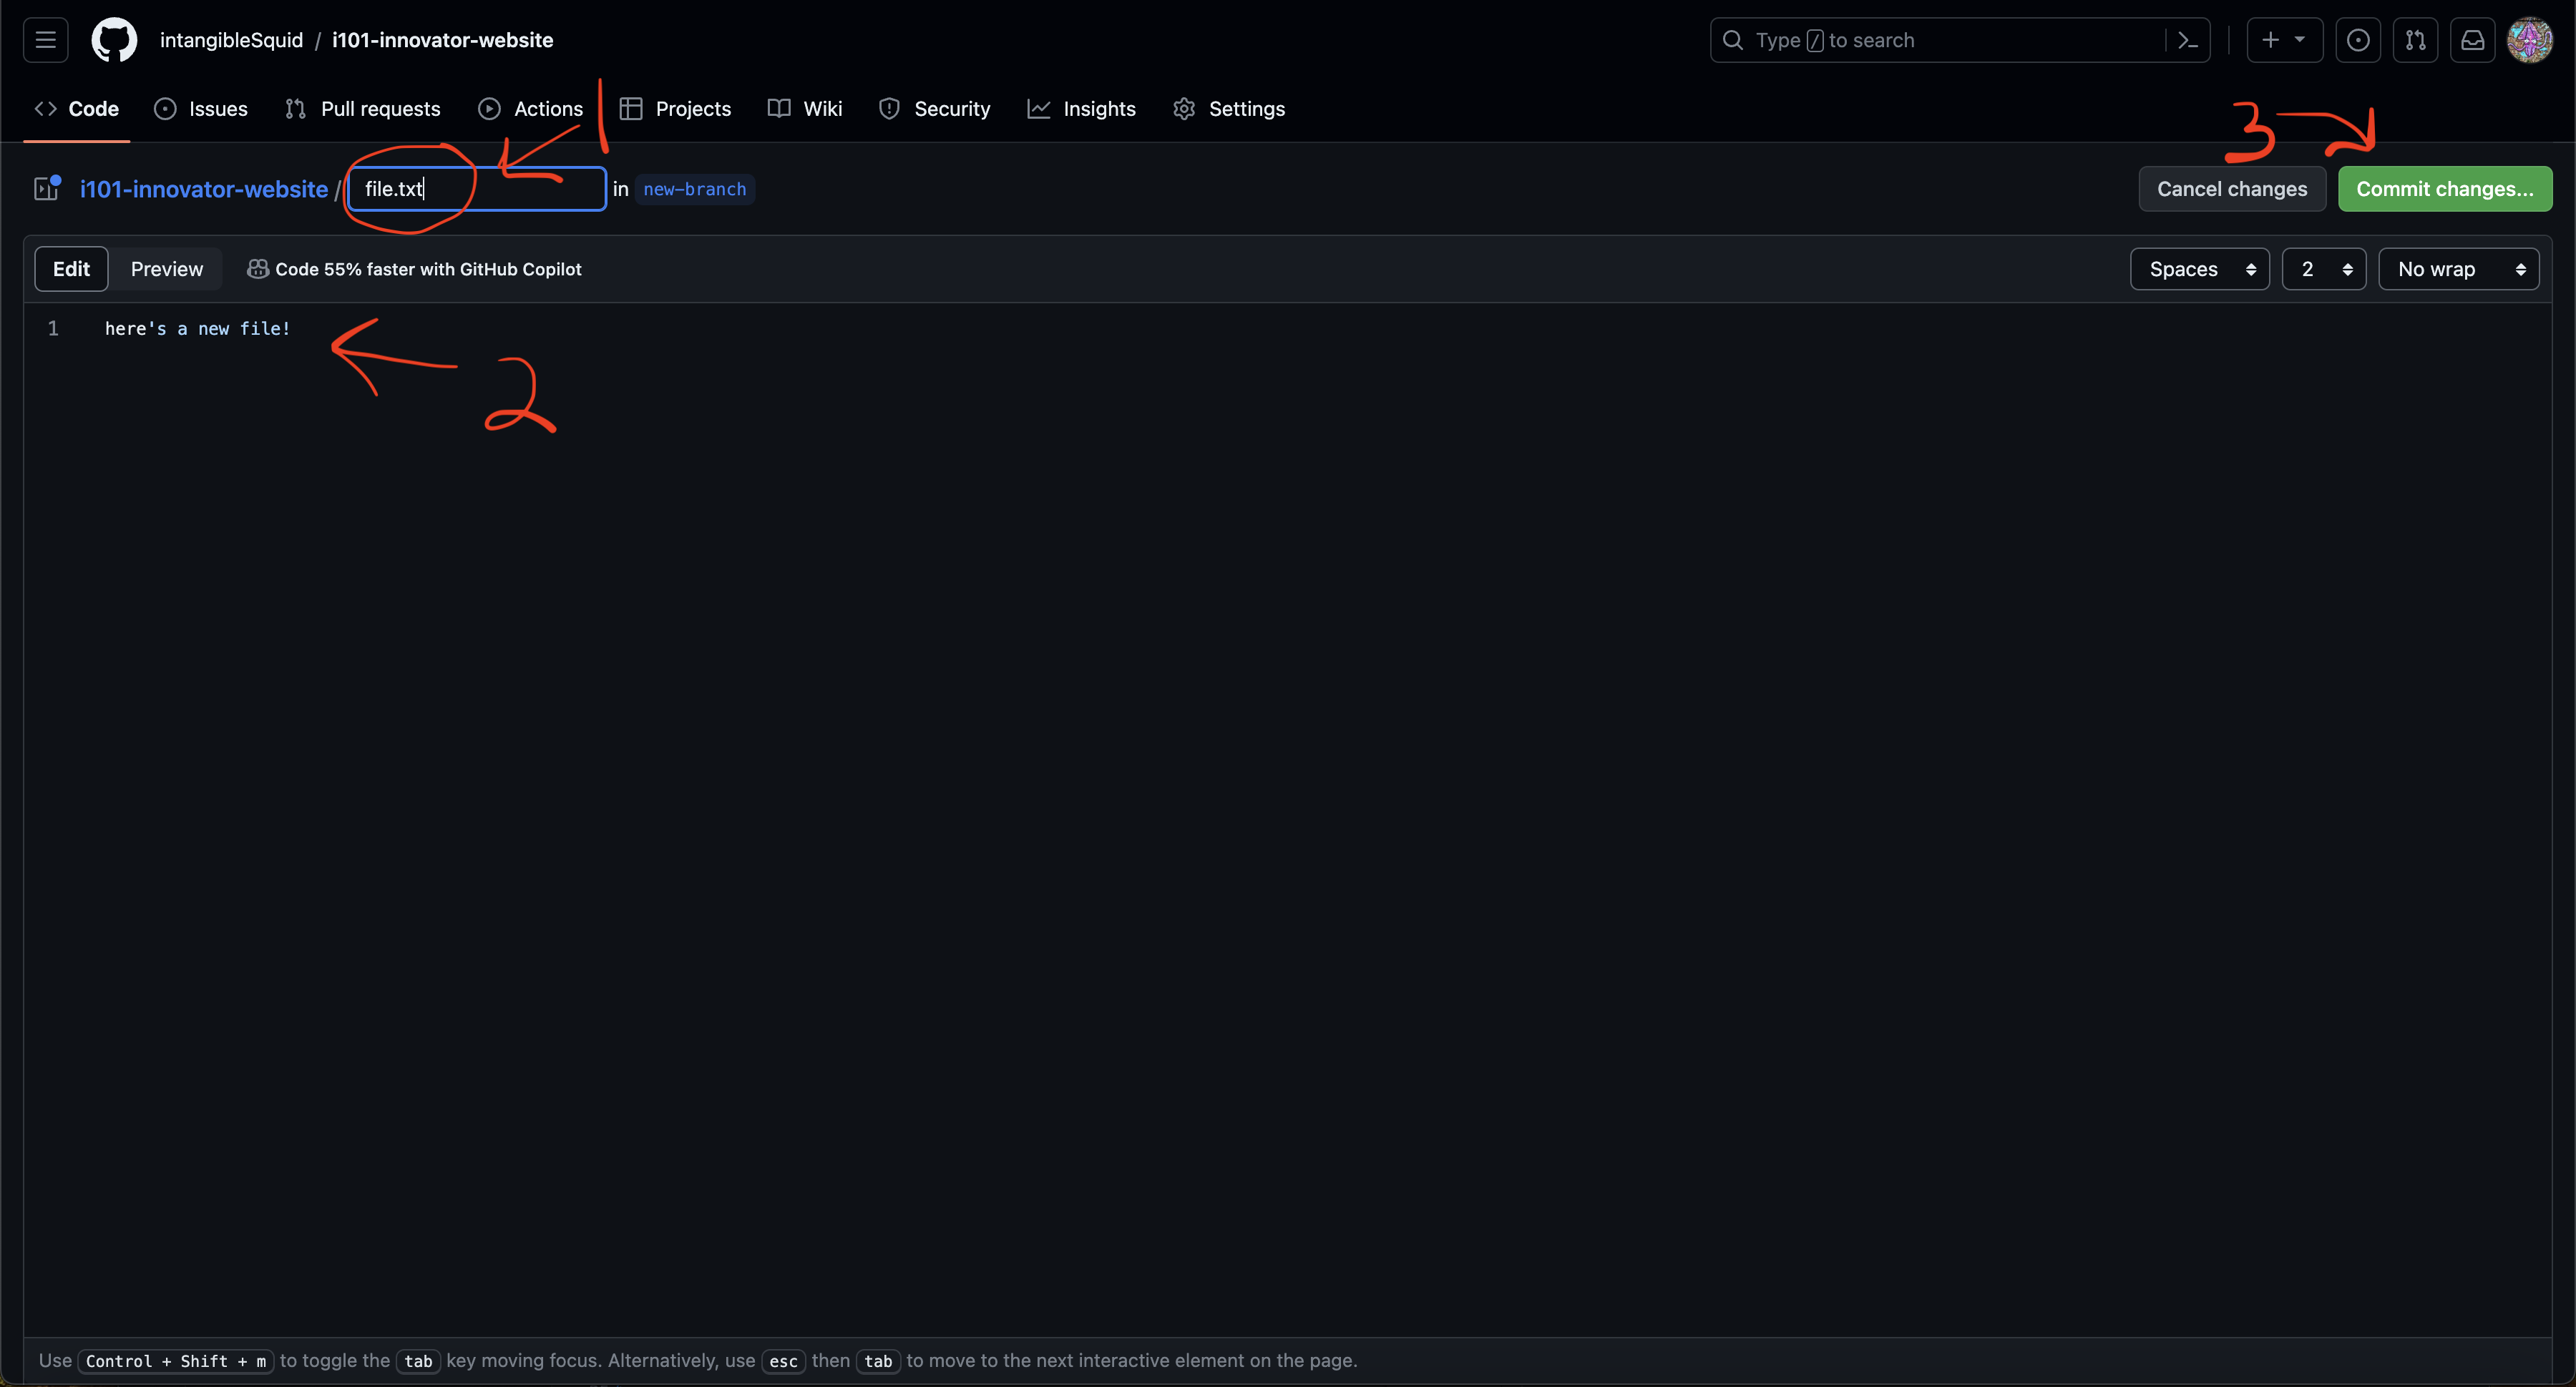 intangibleSquid / i101-innovator-website
Type / to search
Code Issues Pull requests Actions Projects Wiki Security Insights Settings
1
3
i101-innovator-website / file.txt in new-branch
Cancel changes Commit changes...
Edit Preview Code 55% faster with GitHub Copilot
Spaces 2 No wrap
1 here's a new file!
2
Use Control + Shift + m to toggle the tab key moving focus. Alternatively, use esc then tab to move to the next interactive element on the page.